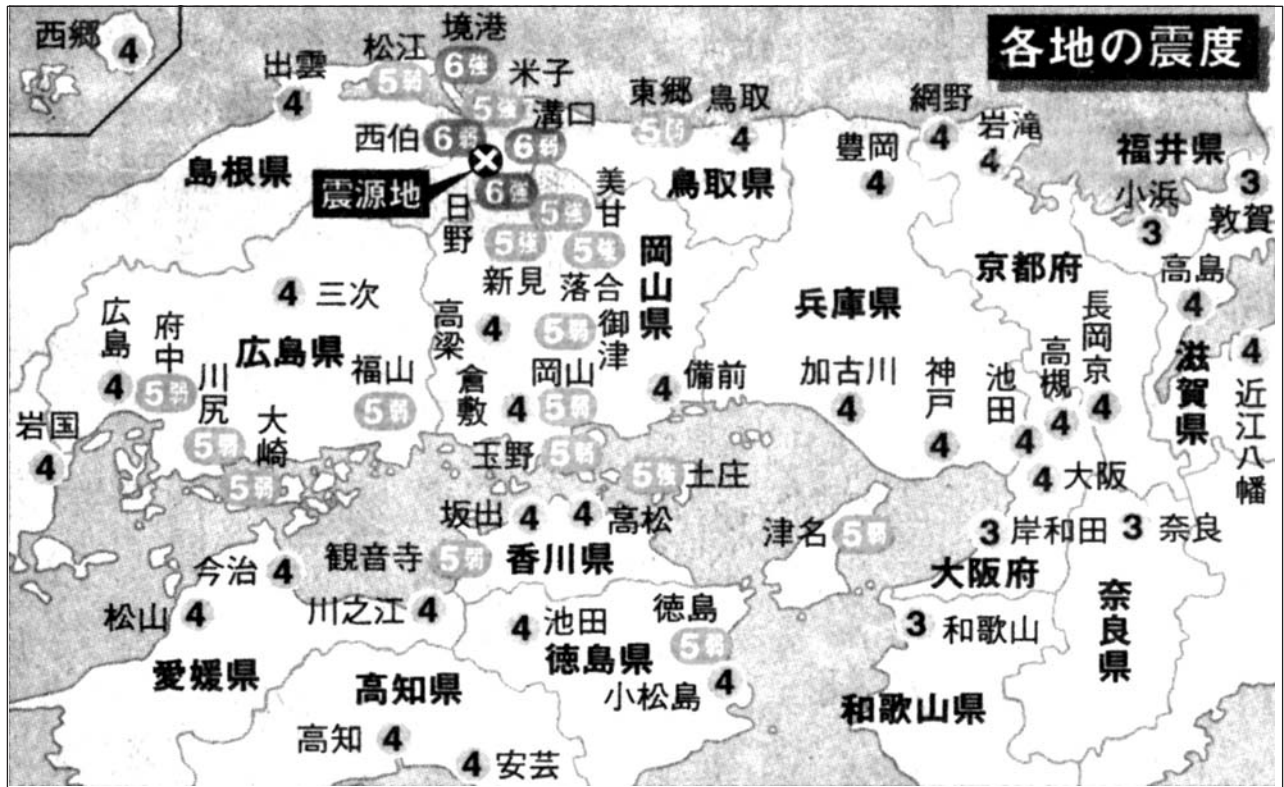 各地の震度
西郷
4
出雲
4
松江
5弱
境港
6強
米子
5強
西伯
6弱
溝口
6弱
東郷
5弱
鳥取
4
島根県
震源地
鳥取県
日野
6強
美甘
5強
新見
5強
落合
5強
岡山県
御津
5弱
高梁
4
倉敷
4
岡山
5弱
玉野
5弱
備前
4
三次
4
広島県
広島
4
府中
5弱
川尻
5弱
大崎
5弱
福山
5弱
岩国
4
豊岡
4
網野
4
岩滝
4
福井県
小浜
3
敦賀
3
京都府
高島
4
滋賀県
近江八幡
4
兵庫県
加古川
4
神戸
4
池田
4
高槻
4
長岡京
4
大阪
4
岸和田
3
奈良
3
大阪府
奈良県
和歌山
3
和歌山県
津名
5弱
土庄
5強
坂出
4
高松
4
香川県
観音寺
5弱
今治
4
松山
4
川之江
4
愛媛県
池田
4
徳島
5弱
徳島県
小松島
4
高知県
高知
4
安芸
4